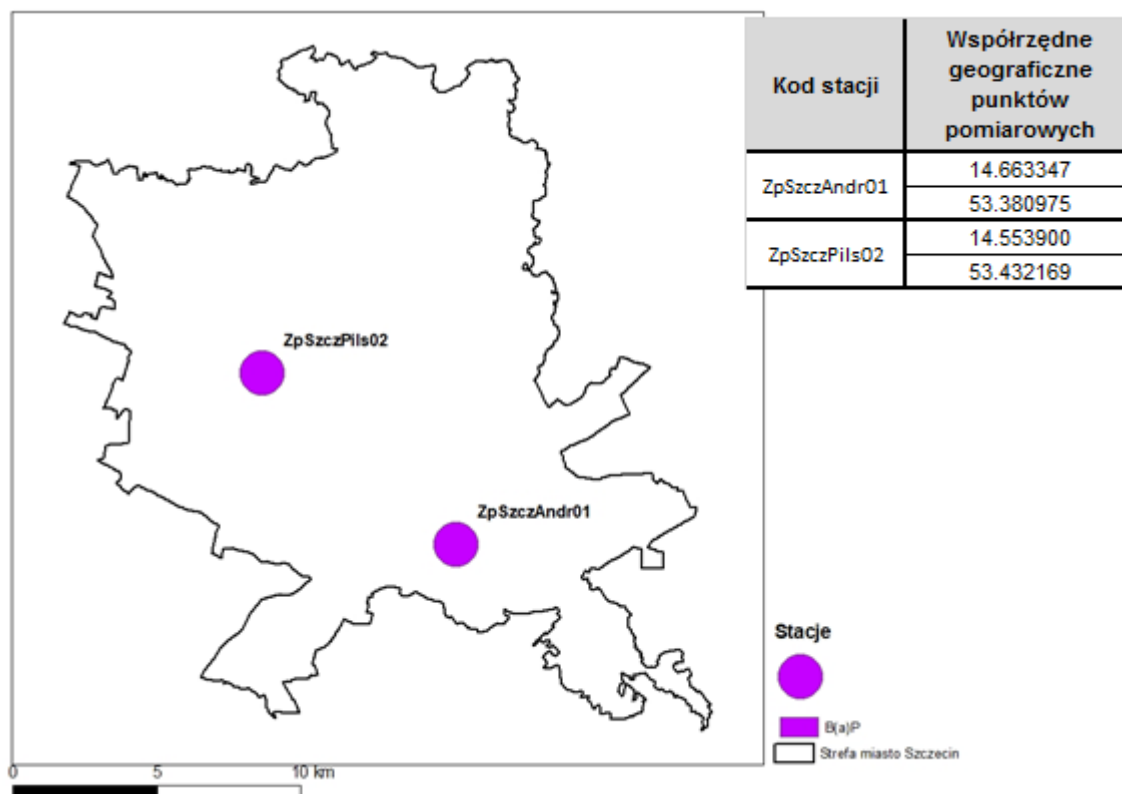 Kod stacji
Współrzędne
geograficzne
punktów
pomiarowych
ZpSzczAndr01
14.663347
53.380975
ZpSzczPils02
14.553900
53.432169
ZpSzczPils02
ZpSzczAndr01
Stacje
B(a)P
Strefa miasto Szczecin
0 5 10 km